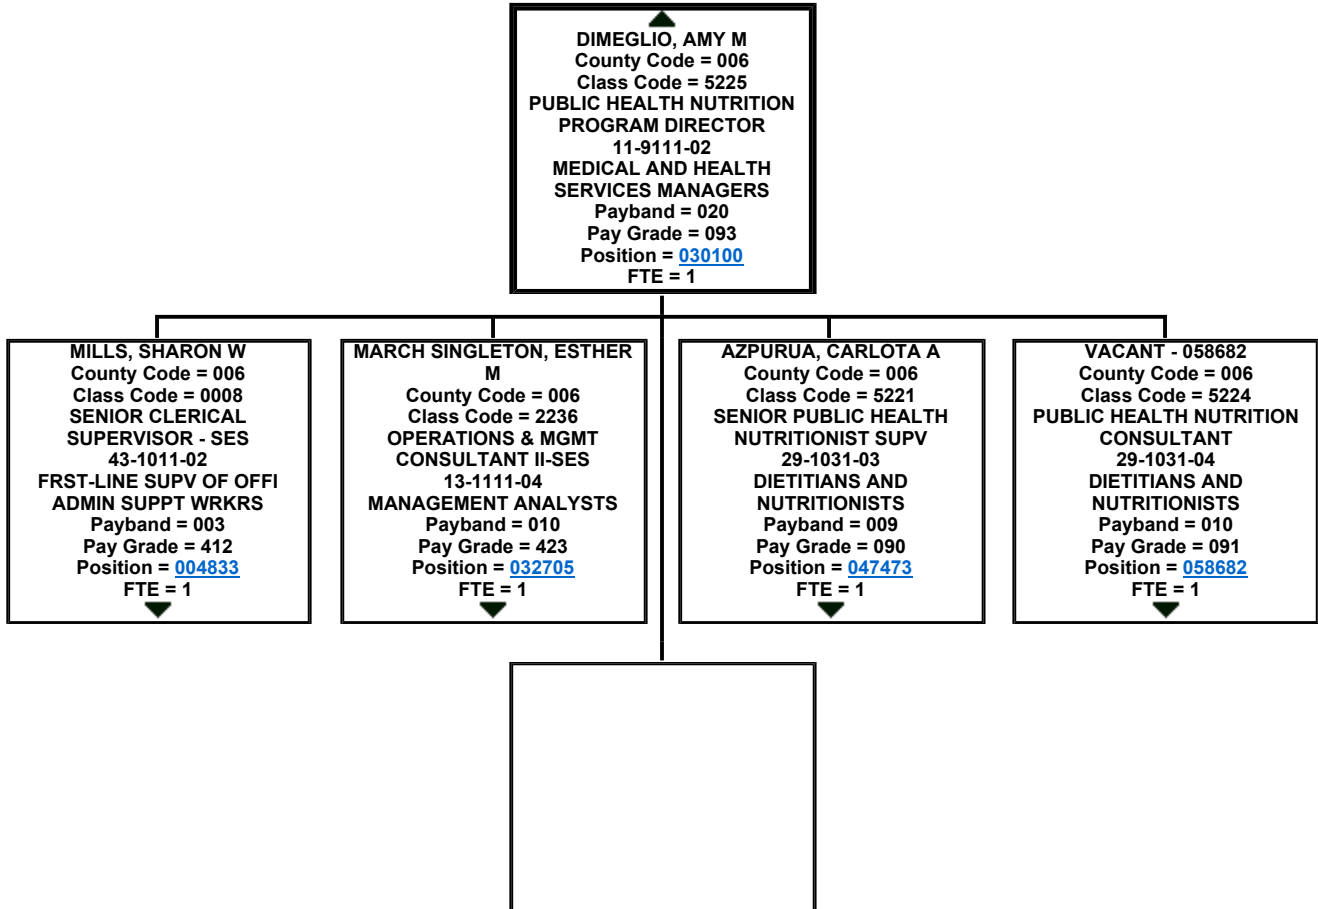 DIMEGLIO, AMY M
County Code = 006
Class Code = 5225
PUBLIC HEALTH NUTRITION
PROGRAM DIRECTOR
11-9111-02
MEDICAL AND HEALTH
SERVICES MANAGERS
Payband = 020
Pay Grade = 093
Position = 030100
FTE = 1
MILLS, SHARON W
County Code = 006
Class Code = 0008
SENIOR CLERICAL
SUPERVISOR - SES
43-1011-02
FRST-LINE SUPV OF OFFI
ADMIN SUPPT WRKRS
Payband = 003
Pay Grade = 412
Position = 004833
FTE = 1
MARCH SINGLETON, ESTHER
M
County Code = 006
Class Code = 2236
OPERATIONS & MGMT
CONSULTANT II-SES
13-1111-04
MANAGEMENT ANALYSTS
Payband = 010
Pay Grade = 423
Position = 032705
FTE = 1
AZPURUA, CARLOTA A
County Code = 006
Class Code = 5221
SENIOR PUBLIC HEALTH
NUTRITIONIST SUPV
29-1031-03
DIETITIANS AND
NUTRITIONISTS
Payband = 009
Pay Grade = 090
Position = 047473
FTE = 1
VACANT - 058682
County Code = 006
Class Code = 5224
PUBLIC HEALTH NUTRITION
CONSULTANT
29-1031-04
DIETITIANS AND
NUTRITIONISTS
Payband = 010
Pay Grade = 091
Position = 058682
FTE = 1